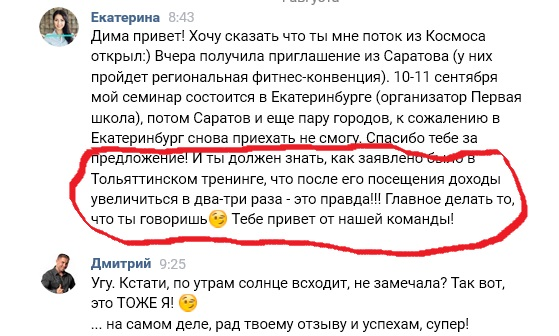 Екатерина 8:43
Дима привет! Хочу сказать что ты мне поток из Космоса
открыл:) Вчера получила приглашение из Саратова (у них
пройдет региональная фитнес-конвенция). 10-11 сентября
мой семинар состоится в Екатеринбурге (организатор Первая
школа), потом Саратов и еще пару городов, к сожалению в
Екатеринбург снова приехать не смогу. Спасибо тебе за
предложение! И ты должен знать, как заявлено было в
Тольяттинском тренинге, что после его посещения доходы
увеличиться в два-три раза - это правда!!! Главное делать то,
что ты говоришь😉 Тебе привет от нашей команды!
Дмитрий 9:25
Угу. Кстати, по утрам солнце всходит, не замечала? Так вот,
это ТОЖЕ Я! 😉
... на самом деле, рад твоему отзыву и успехам, супер!